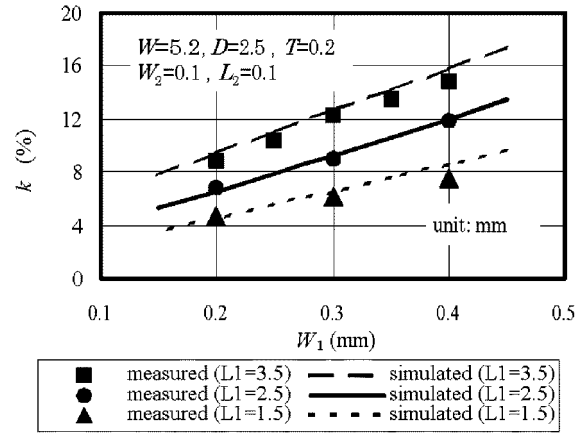 20
16
12
8
4
0
k (%)
W=5.2, D=2.5 , T=0.2
W2=0.1 , L2=0.1
unit: mm
0.1 0.2 0.3 0.4 0.5
W1 (mm)
measured (L1=3.5) simulated (L1=3.5)
measured (L1=2.5) simulated (L1=2.5)
measured (L1=1.5) simulated (L1=1.5)